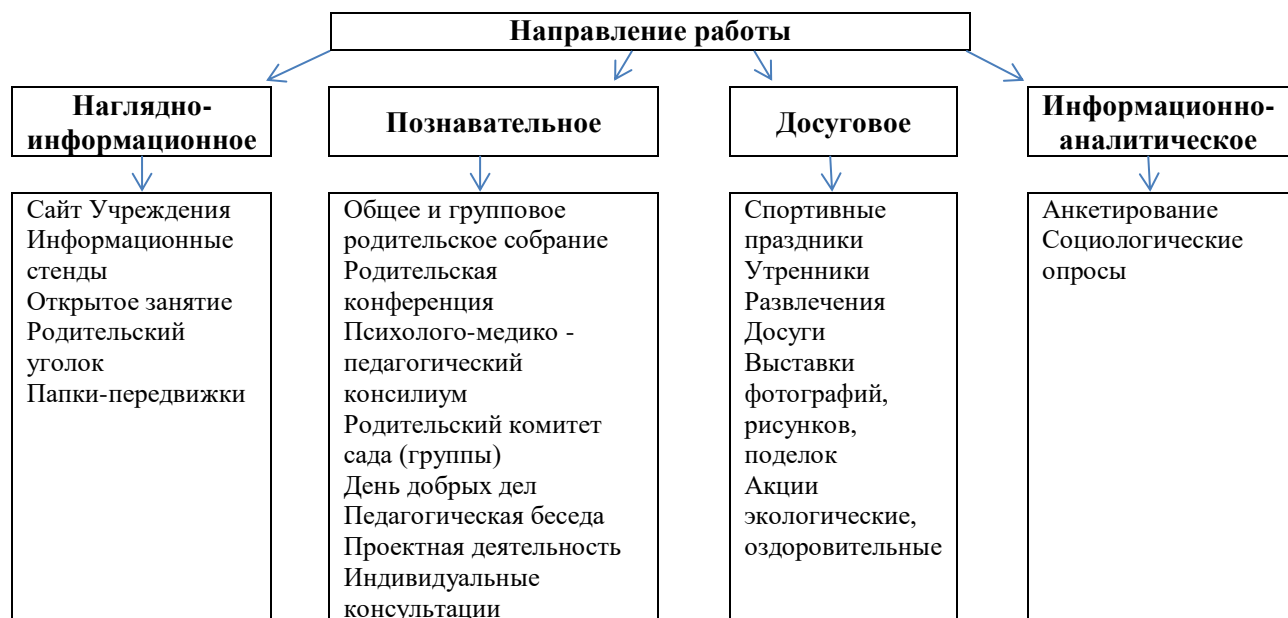 Направление работы
Наглядно-
информационное
Сайт Учреждения
Информационные
стенды
Открытое занятие
Родительский
уголок
Папки-передвижки
Познавательное
Общее и групповое
родительское собрание
Родительская
конференция
Психолого-медико -
педагогический
консилиум
Родительский комитет
сада (группы)
День добрых дел
Педагогическая беседа
Проектная деятельность
Индивидуальные
консультации
Досуговое
Спортивные
праздники
Утренники
Развлечения
Досуги
Выставки
фотографий,
рисунков,
поделок
Акции
экологические,
оздоровительные
Информационно-
аналитическое
Анкетирование
Социологические
опросы